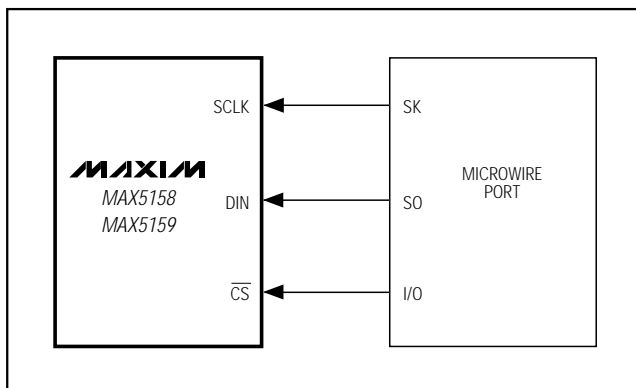 SCLK SK
MAXIM
MAX5158
MAX5159
MICROWIRE
PORT
DIN SO
CS I/O